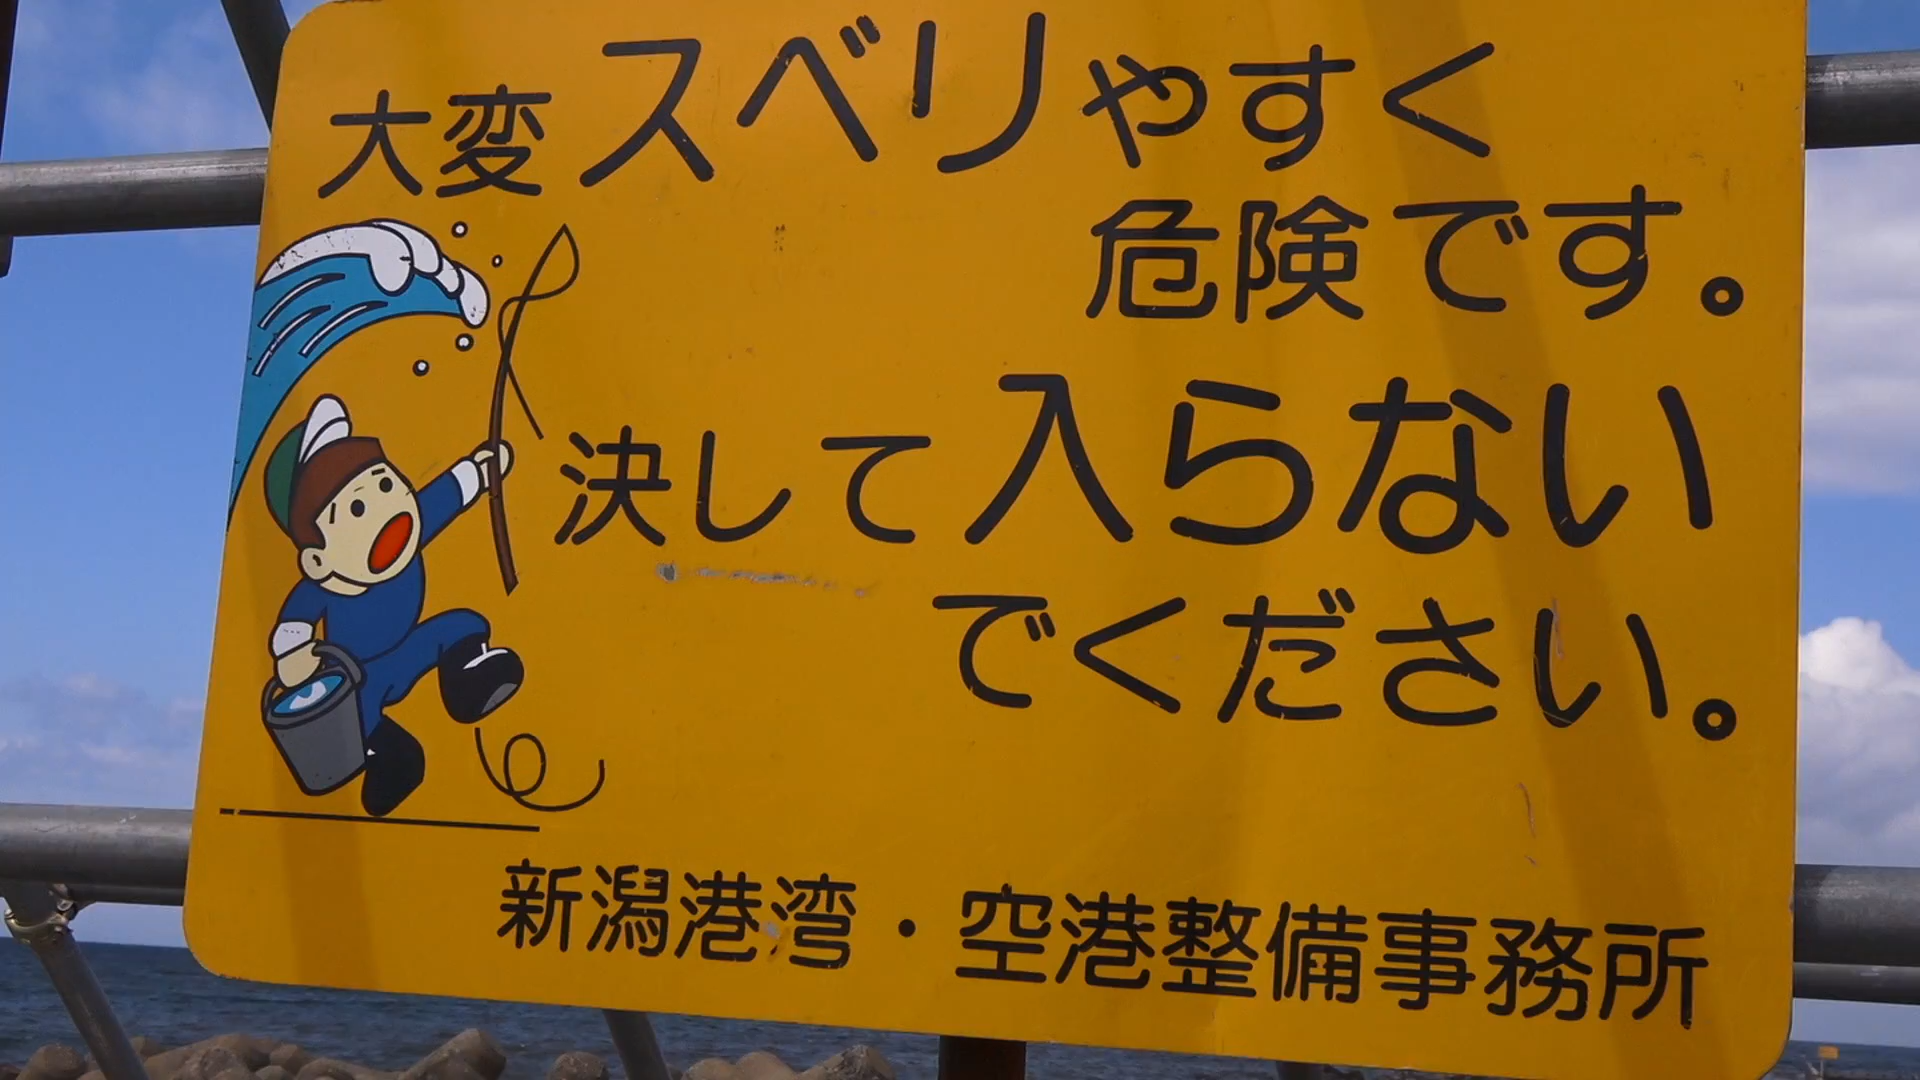 大変スベリやすく
危険です。
決して入らない
でください。
新潟港湾・空港整備事務所